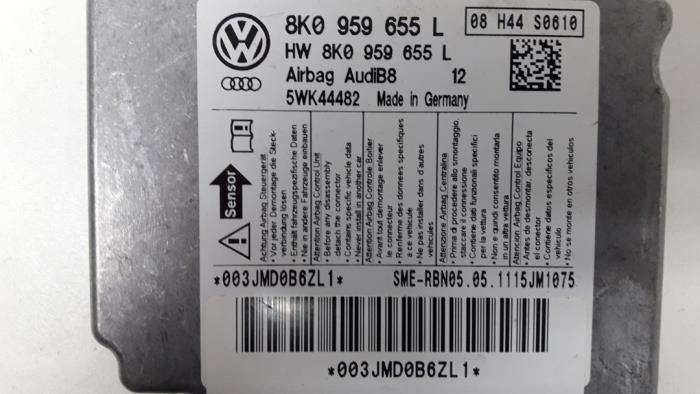 8K0 959 655 L
08 H44 S0610
HW 8K0 959 655 L
Airbag AudiB8 12
5WK44482 Made in Germany
Sensor
Achtung Airbag Steuergerät
• Vor jeder Demontage die Steck-
verbindung lösen
• Enthält fahrzeugspezifische Daten
• Nie in andere Fahrzeuge einbauen
Attention Airbag Control Unit
• Before any disassembly
depech the connector
• Contains specific vehicle data
• Never install in another car
Attention Airbag Controle Boitier
• Avant tout demontage enlever
le connecteur
• Renferme des donnees spécifiques
a ce véhicule
• Ne pas installer dans d'autres
véhicules
Attenzione Airbag Centralina
• Prima di procedere allo smontaggio,
staccare il connessione
• Contiene dati funzionali specifici
per la vettura
• Non e quindi consentito montarla
in un altra vettura
Atencion Airbag Control Equipo
• Antes de desmontar, desconecta
el conector
• Contiene datos especificos del
vehiculo
• No se monte en otros vehiculos
*003JMD0B6ZL1*
SME-RBN05.05.1115JM1075
*003JMD0B6ZL1*